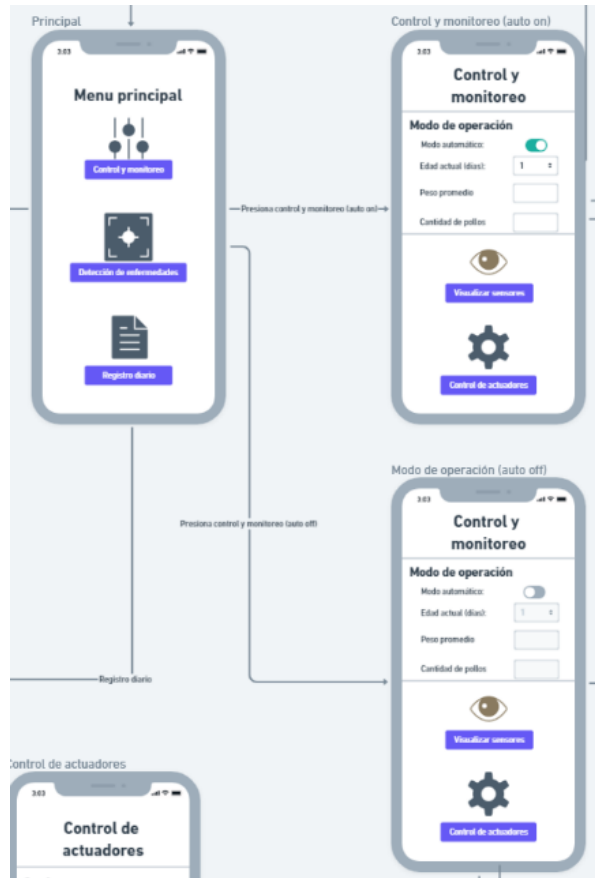 Principal
3:03
Menu principal
Control y monitoreo
Detección de enfermedades
Registro diario
Presiona control y monitoreo (auto on)
Presiona control y monitoreo (auto off)
Registro diario
Control y monitoreo (auto on)
3:03
Control y
monitoreo
Modo de operación
Modo automático:
Edad actual (días): 1
Peso promedio
Cantidad de pollos
Visualizar sensores
Control de actuadores
Modo de operación (auto off)
3:03
Control y
monitoreo
Modo de operación
Modo automático:
Edad actual (días): 1
Peso promedio
Cantidad de pollos
Visualizar sensores
Control de actuadores
Control de actuadores
3:03
Control de
actuadores